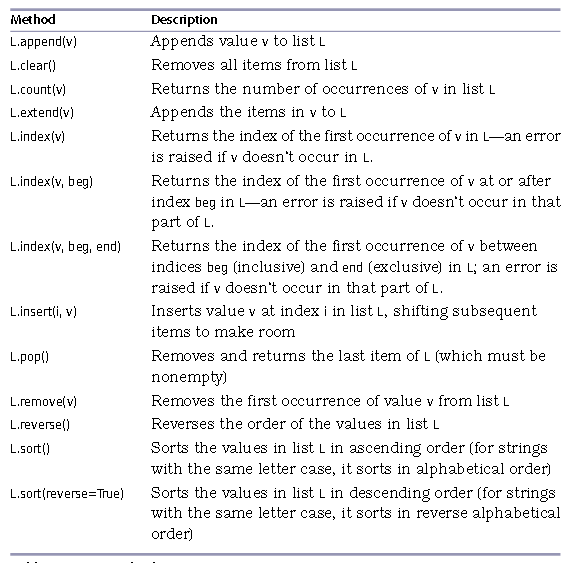 Method Description
L.append(v) Appends value v to list L
L.clear() Removes all items from list L
L.count(v) Returns the number of occurrences of v in list L
L.extend(v) Appends the items in v to L
L.index(v) Returns the index of the first occurrence of v in L—an error
is raised if v doesn't occur in L.
L.index(v, beg) Returns the index of the first occurrence of v at or after
index beg in L—an error is raised if v doesn't occur in that
part of L.
L.index(v, beg, end) Returns the index of the first occurrence of v between
indices beg (inclusive) and end (exclusive) in L; an error is
raised if v doesn't occur in that part of L.
L.insert(i, v) Inserts value v at index i in list L, shifting subsequent
items to make room
L.pop() Removes and returns the last item of L (which must be
nonempty)
L.remove(v) Removes the first occurrence of value v from list L
L.reverse() Reverses the order of the values in list L
L.sort() Sorts the values in list L in ascending order (for strings
with the same letter case, it sorts in alphabetical order)
L.sort(reverse=True) Sorts the values in list L in descending order (for strings
with the same letter case, it sorts in reverse alphabetical
order)